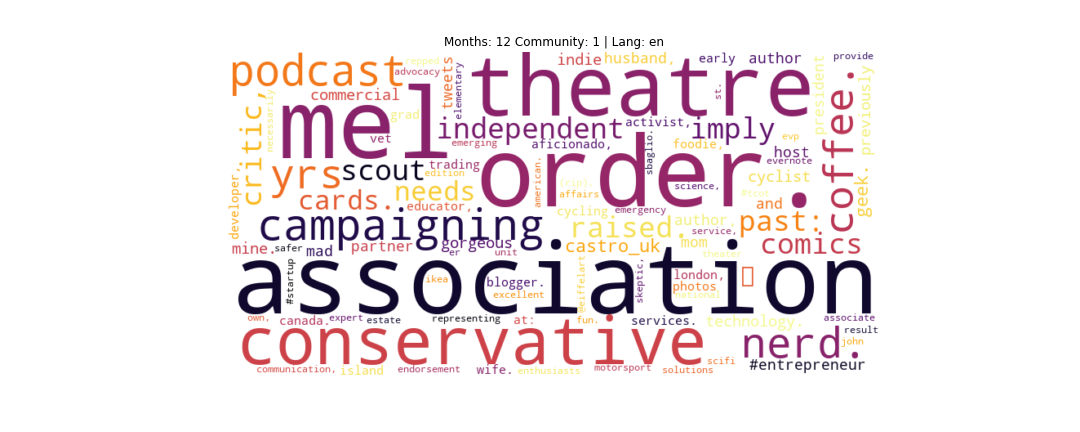 Months: 12 Community: 1 | Lang: en
podcast
theatre
mel
order.
association
conservative
campaigning
nerd.
coffee.
critic,
yrs
scout
cards.
needs
independent
imply
raised.
past:
comics
castro_uk
commercial
advocacy
tweets
elementary
indie
husband,
early
author
st.
president
provide
previously
geek.
necessarily
grad
vet
emerging
activist,
aficionado,
foodie,
evp
host
evernote
cyclist
sbaglio.
trading
edition
american.
affairs
science,
and
developer,
educator,
cycling,
emergency
author.
service,
mine.
safer
mad
partner
gorgeous
er
unit
mom
theater
#startup
ikea
blogger.
excellent
skeptic,
london,
photos
national
own.
canada.
expert
estate
representing
at:
fun.
services.
technology.
associate
result
john
#entrepreneur
communication,
island
endorsement
wife.
enthusiasts
motorsport
solutions
scifi